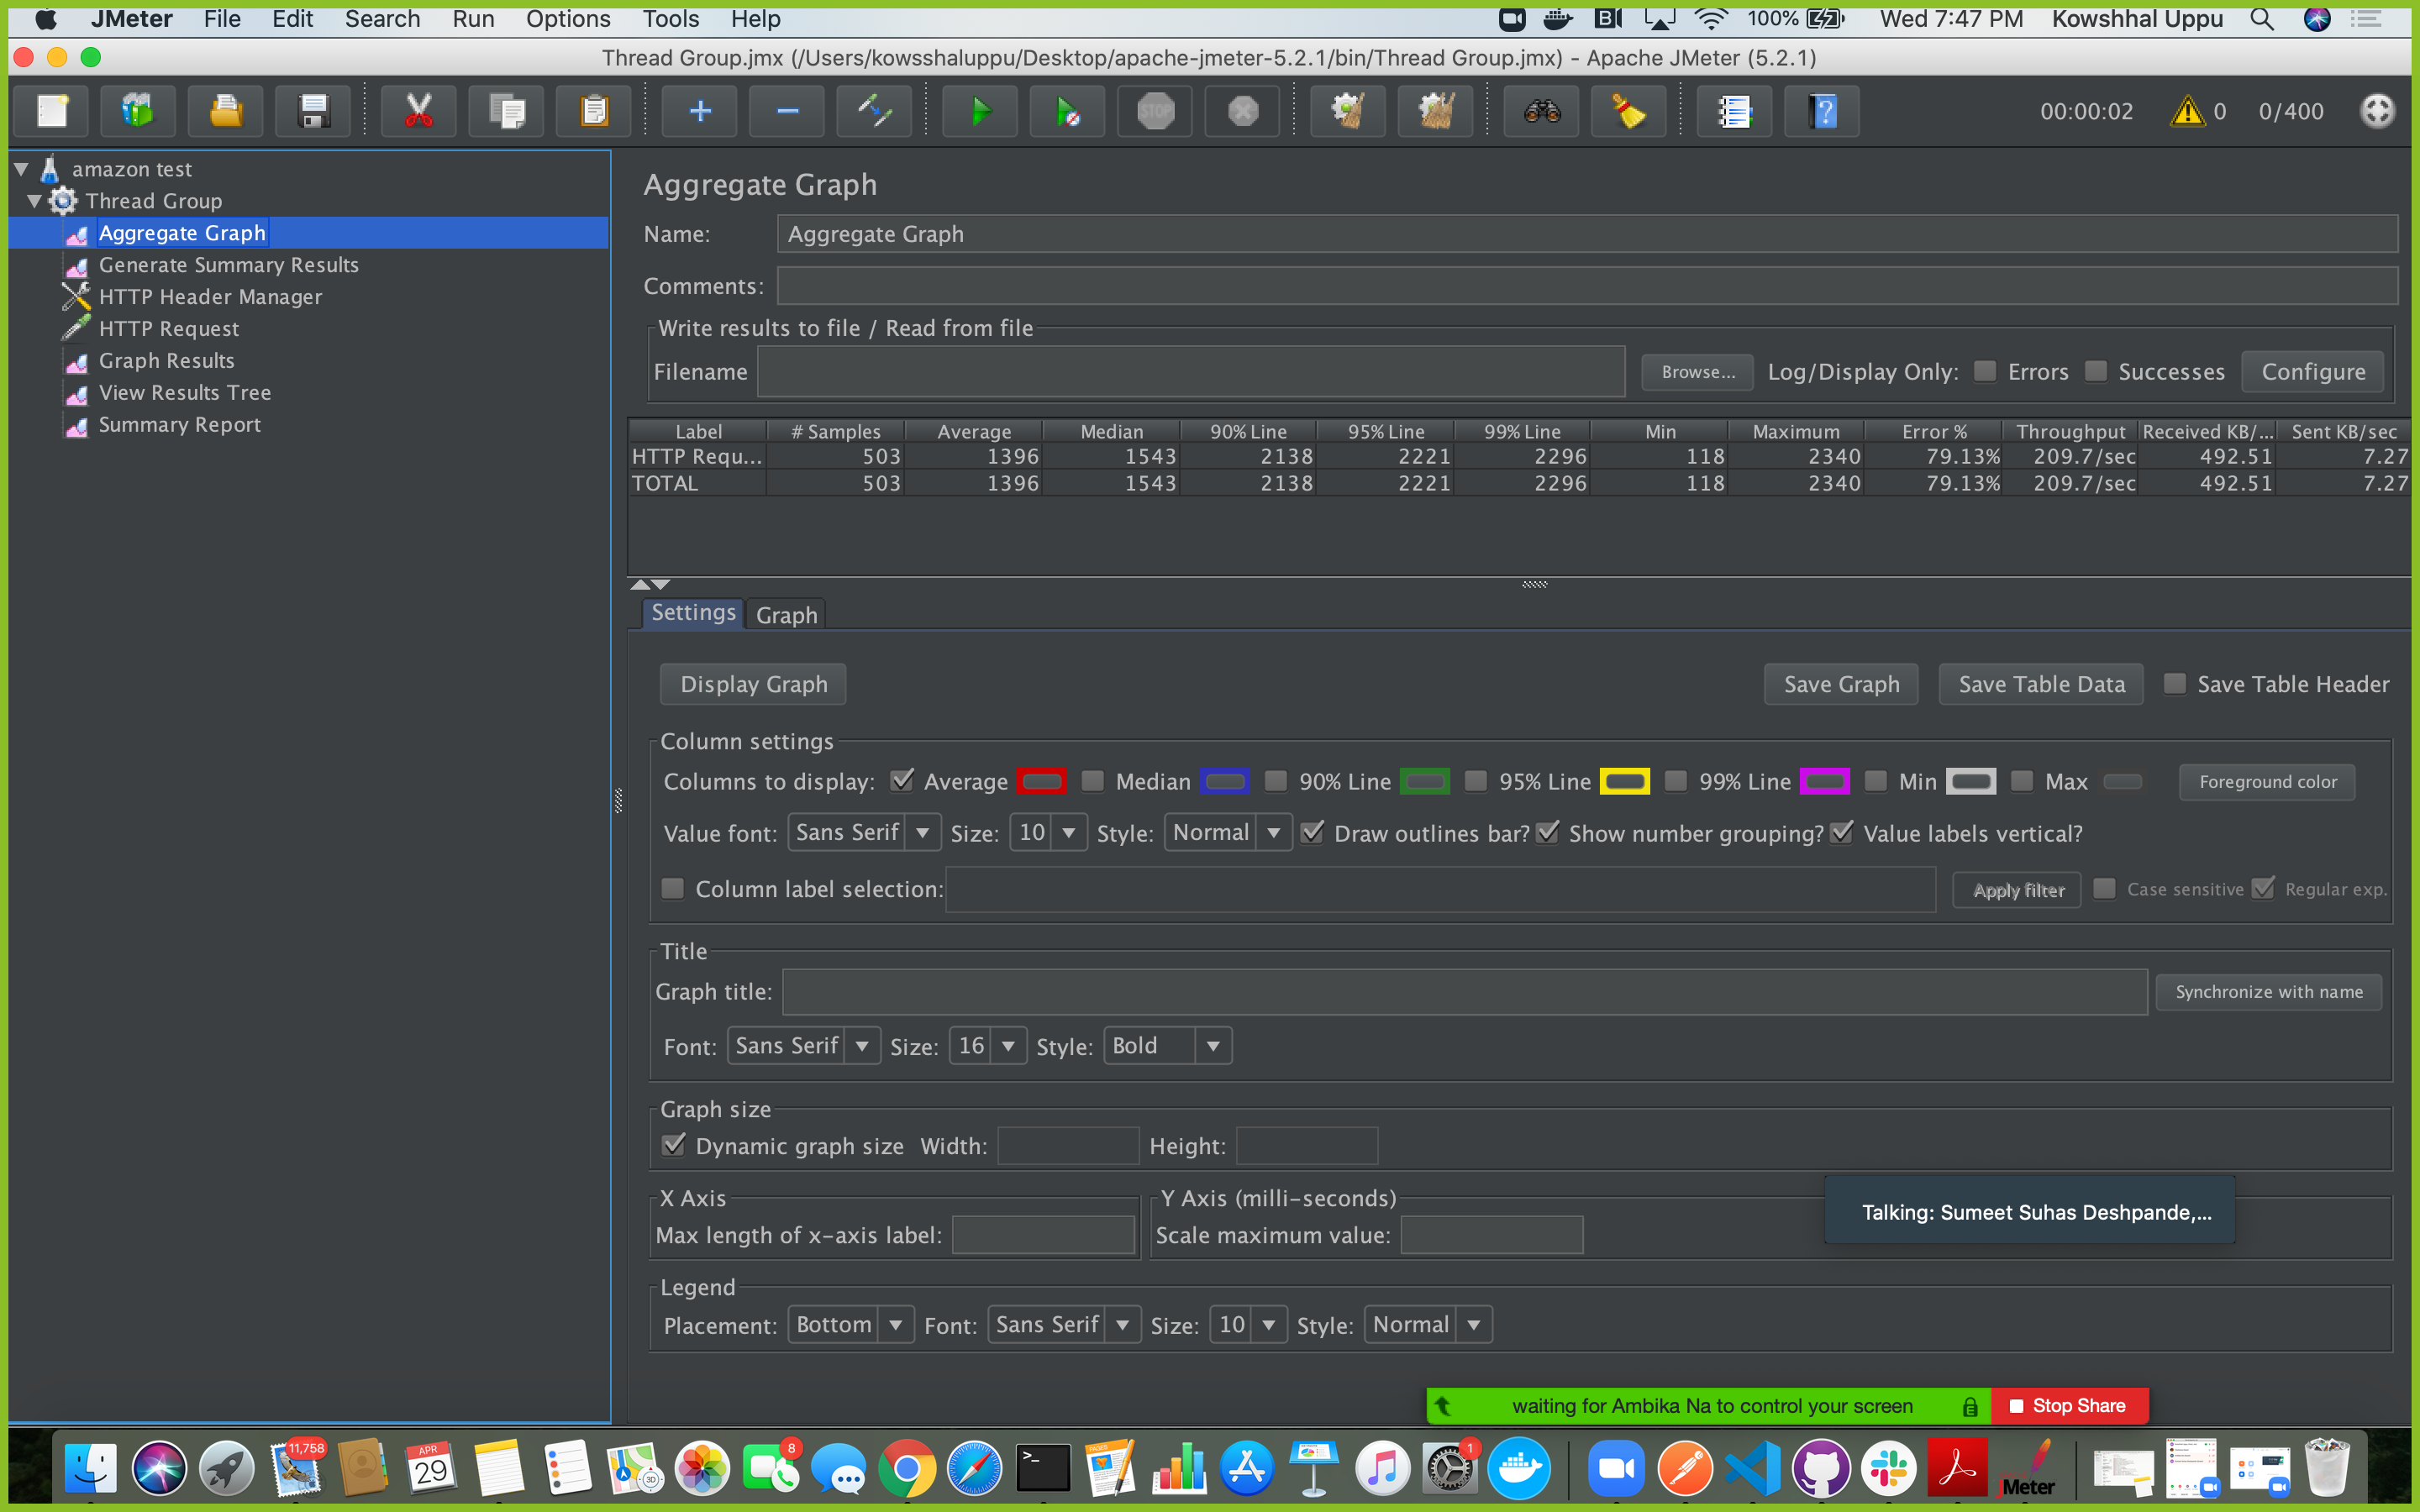 JMeter File Edit Search Run Options Tools Help 100% Wed 7:47 PM Kowshhal Uppu
Thread Group.jmx (/Users/kowsshaluppu/Desktop/apache-jmeter-5.2.1/bin/Thread Group.jmx) - Apache JMeter (5.2.1)
STOP 00:00:02 0 0/400
amazon test
Thread Group
Aggregate Graph
Generate Summary Results
HTTP Header Manager
HTTP Request
Graph Results
View Results Tree
Summary Report
Aggregate Graph
Name: Aggregate Graph
Comments:
Write results to file / Read from file
Filename Browse... Log/Display Only: Errors Successes Configure
Label # Samples Average Median 90% Line 95% Line 99% Line Min Maximum Error % Throughput Received KB/... Sent KB/sec
HTTP Requ... 503 1396 1543 2138 2221 2296 118 2340 79.13% 209.7/sec 492.51 7.27
TOTAL 503 1396 1543 2138 2221 2296 118 2340 79.13% 209.7/sec 492.51 7.27
Settings Graph
Display Graph Save Graph Save Table Data Save Table Header
Column settings
Columns to display: Average Median 90% Line 95% Line 99% Line Min Max Foreground color
Value font: Sans Serif Size: 10 Style: Normal Draw outlines bar? Show number grouping? Value labels vertical?
Column label selection: Apply filter Case sensitive Regular exp.
Title
Graph title: Synchronize with name
Font: Sans Serif Size: 16 Style: Bold
Graph size
Dynamic graph size Width: Height:
X Axis Y Axis (milli-seconds)
Max length of x-axis label: Scale maximum value:
Talking: Sumeet Suhas Deshpande,...
Legend
Placement: Bottom Font: Sans Serif Size: 10 Style: Normal
waiting for Ambika Na to control your screen Stop Share
11,758 APR 29 3D 8 PAGES 1 Meter